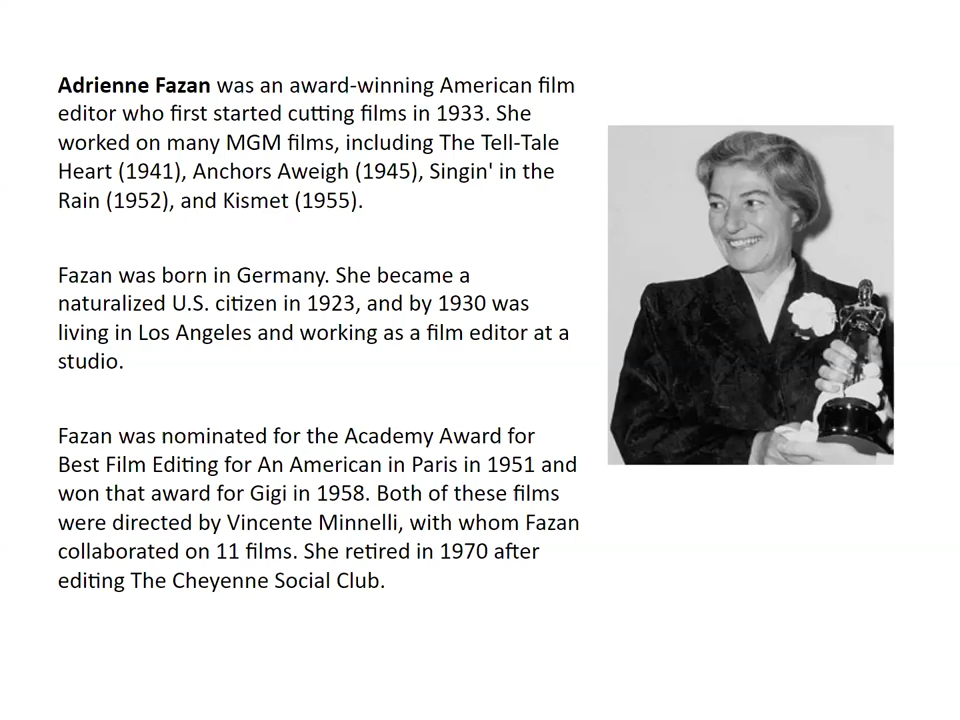 Adrienne Fazan was an award-winning American film
editor who first started cutting films in 1933. She
worked on many MGM films, including The Tell-Tale
Heart (1941), Anchors Aweigh (1945), Singin' in the
Rain (1952), and Kismet (1955).
Fazan was born in Germany. She became a
naturalized U.S. citizen in 1923, and by 1930 was
living in Los Angeles and working as a film editor at a
studio.
Fazan was nominated for the Academy Award for
Best Film Editing for An American in Paris in 1951 and
won that award for Gigi in 1958. Both of these films
were directed by Vincente Minnelli, with whom Fazan
collaborated on 11 films. She retired in 1970 after
editing The Cheyenne Social Club.